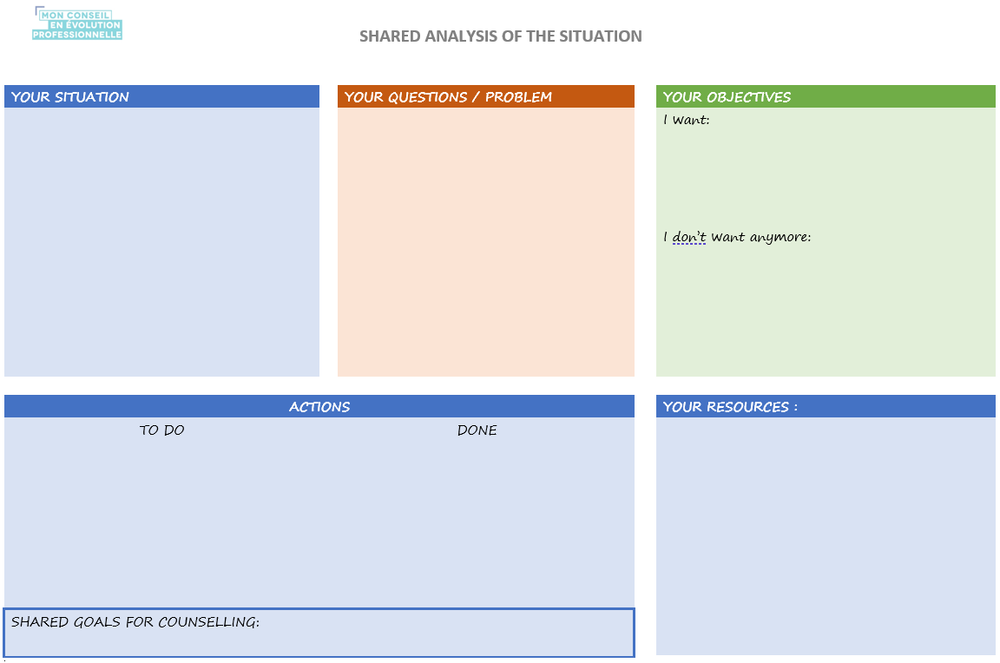 MON CONSEIL
EN ÉVOLUTION
PROFESSIONNELLE
SHARED ANALYSIS OF THE SITUATION
YOUR SITUATION
YOUR QUESTIONS / PROBLEM
YOUR OBJECTIVES
I Want:
I don't Want anymore:
ACTIONS
TO DO
DONE
SHARED GOALS FOR COUNSELLING:
YOUR RESOURCES :